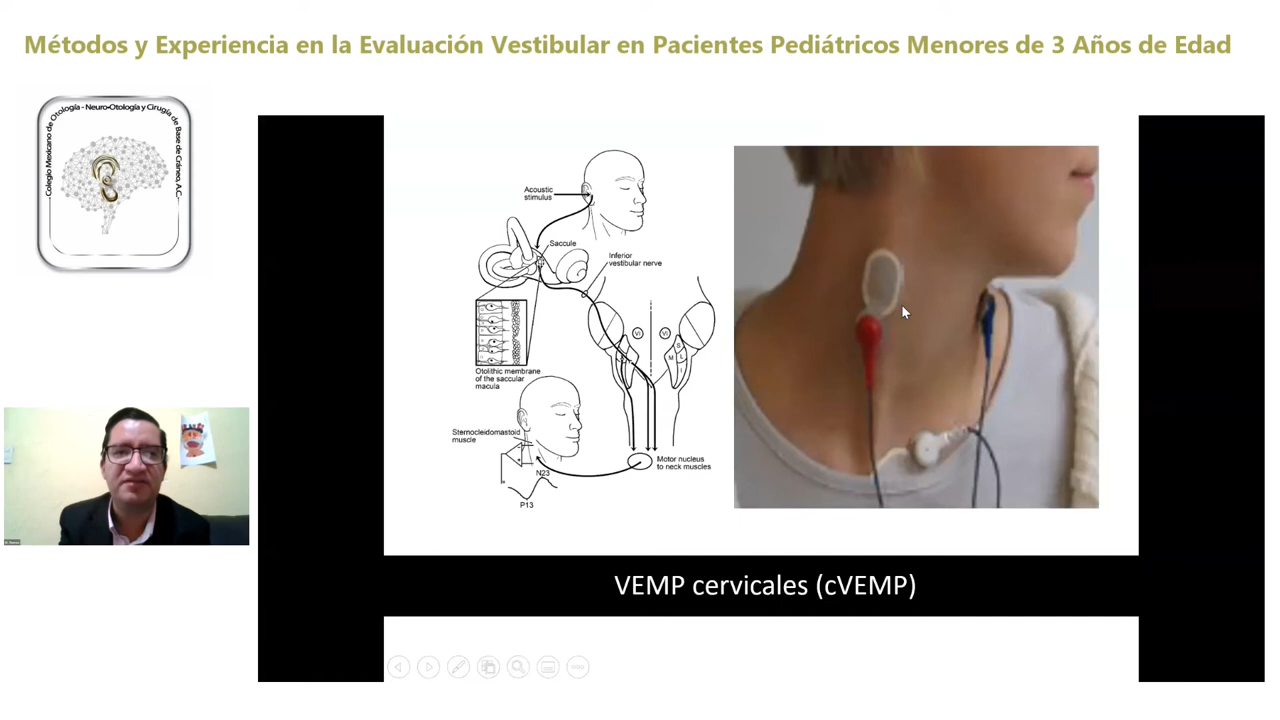 Métodos y Experiencia en la Evaluación Vestibular en Pacientes Pediátricos Menores de 3 Años de Edad
Colegio Mexicano de Otología - Neuro-Otología y Cirugía de Base de Cráneo, A.C.
Acoustic
stimulus
Saccule
Inferior
vestibular nerve
VI
VI
S
M
L
I
Otolithic membrane
of the saccular
macula
Sternocleidomastoid
muscle
N23
P13
Motor nucleus
to neck muscles
VEMP cervicales (cVEMP)